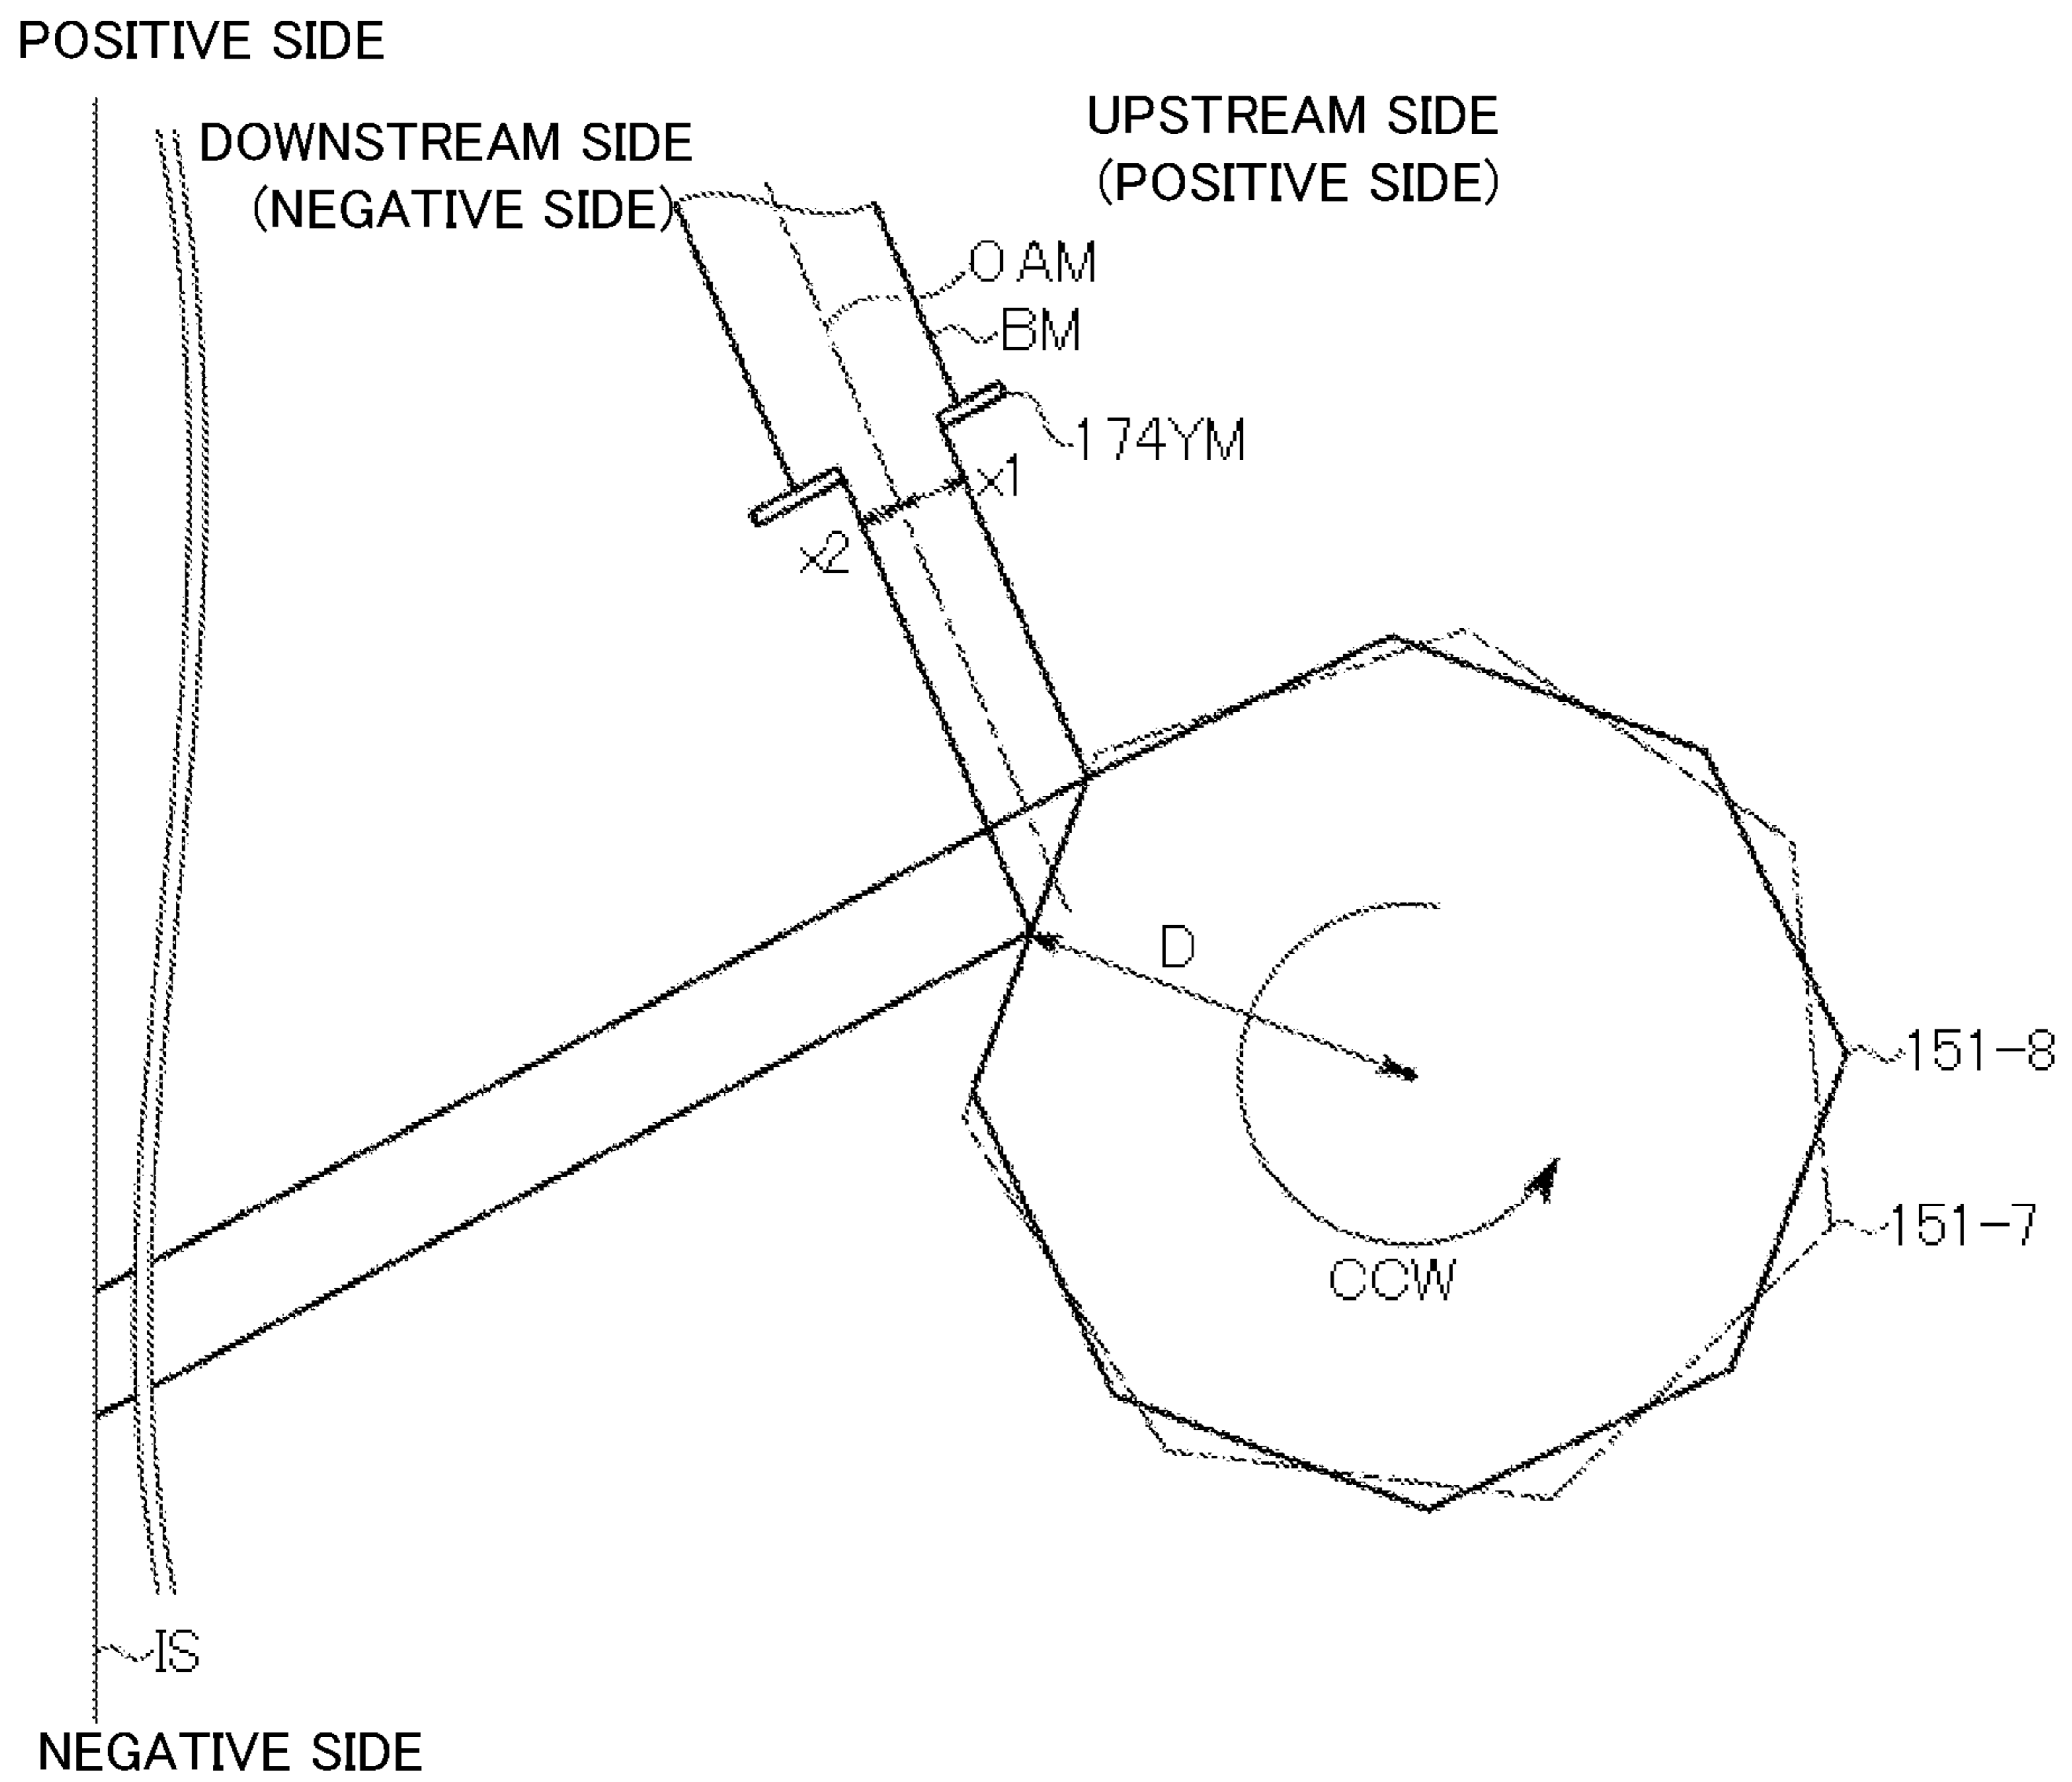 POSITIVE SIDE
UPSTREAM SIDE
(POSITIVE SIDE)
DOWNSTREAM SIDE
(NEGATIVE SIDE)
OAM
BM
174YM
x1
x2
D
151-8
151-7
CCW
IS
NEGATIVE SIDE